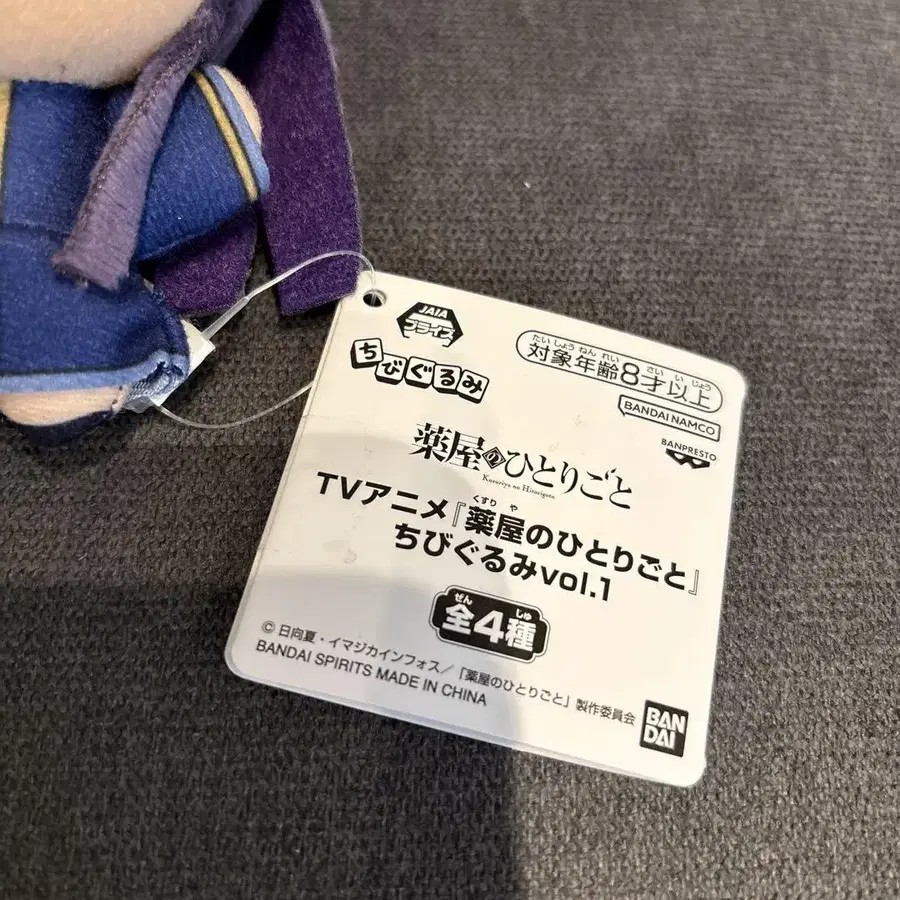 JAIA
プライズ
ちびぐるみ
たいしょうねんれい さい いじょう
対象年齢8才以上
BANDAI NAMCO
BANPRESTO
薬屋のひとりごと
Kusuriya no Hitorigoto
くすり や
TVアニメ『薬屋のひとりごと』
ちびぐるみvol.1
ぜん しゅ
全4種
© 日向夏・イマジカインフォス/「薬屋のひとりごと」製作委員会
BANDAI SPIRITS MADE IN CHINA
BAN
DAI